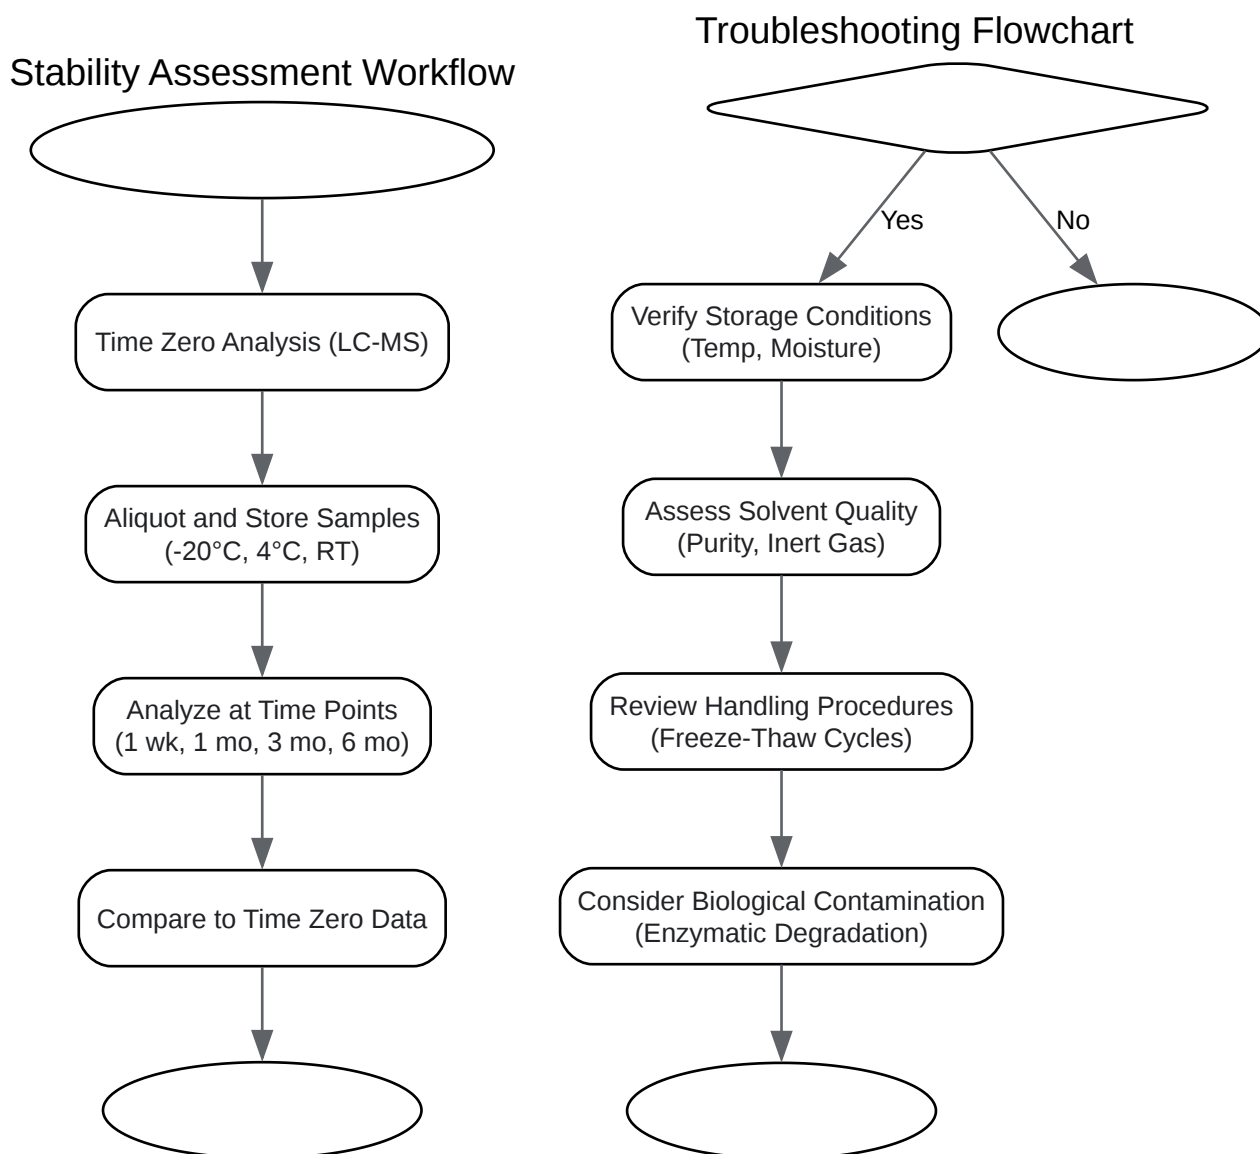 Stability Assessment Workflow
Time Zero Analysis (LC-MS)
Aliquot and Store Samples
(-20°C, 4°C, RT)
Analyze at Time Points
(1 wk, 1 mo, 3 mo, 6 mo)
Compare to Time Zero Data
Troubleshooting Flowchart
Yes
No
Verify Storage Conditions
(Temp, Moisture)
Assess Solvent Quality
(Purity, Inert Gas)
Review Handling Procedures
(Freeze-Thaw Cycles)
Consider Biological Contamination
(Enzymatic Degradation)